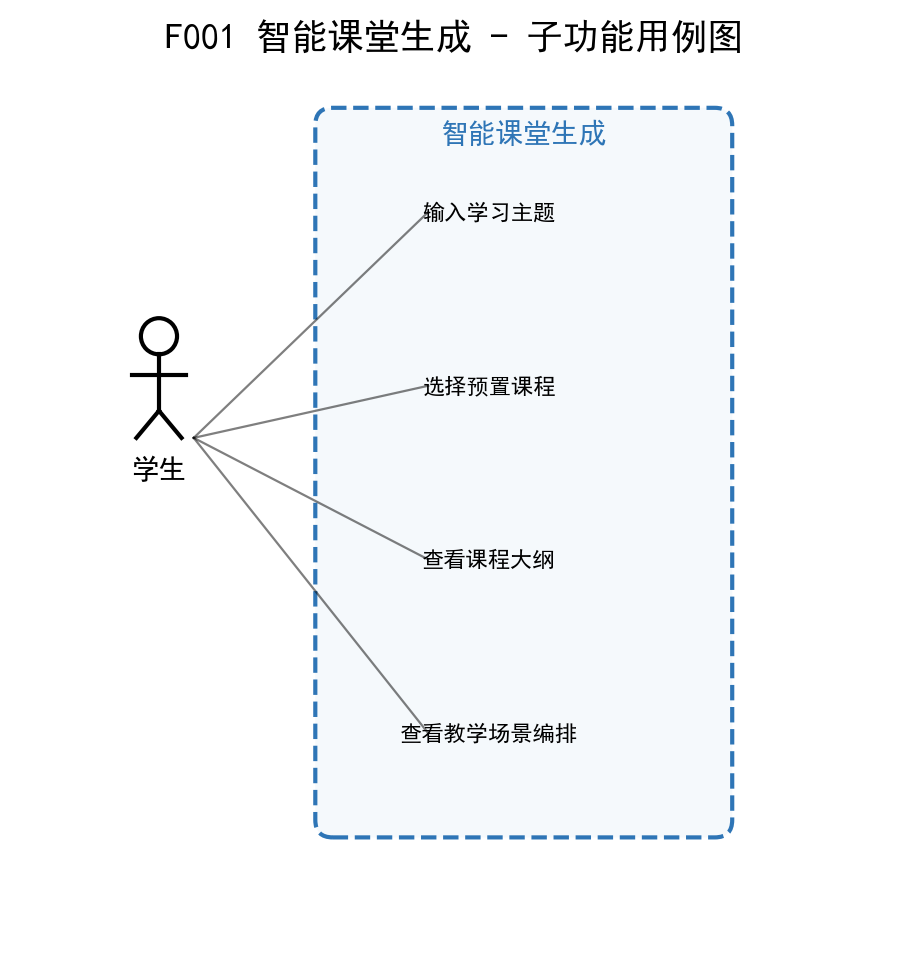 F001 智能课堂生成 - 子功能用例图
智能课堂生成
输入学习主题
选择预置课程
学生
查看课程大纲
查看教学场景编排